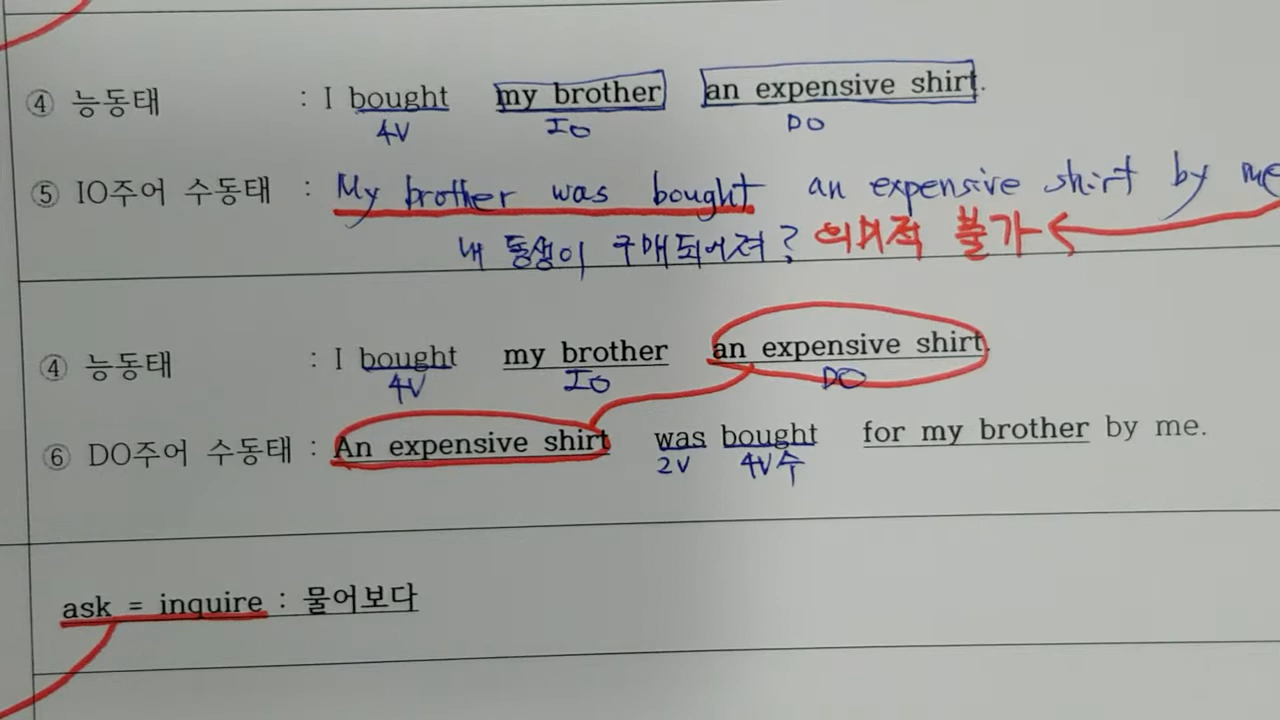 ④ 능동태 : I bought my brother an expensive shirt.
4V IO DO
⑤ IO주어 수동태 : My brother was bought an expensive shirt by me
내 동생이 구매되어져? 의미적 불가
④ 능동태 : I bought my brother an expensive shirt.
4V IO DO
⑥ DO주어 수동태 : An expensive shirt was bought for my brother by me.
2V 4V수
ask = inquire : 물어보다